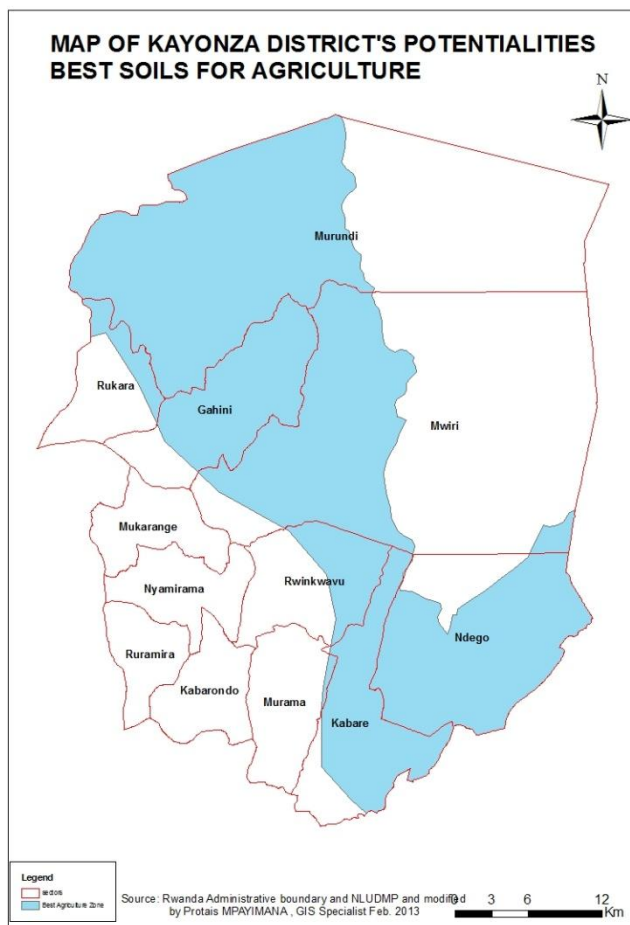 MAP OF KAYONZA DISTRICT'S POTENTIALITIES
BEST SOILS FOR AGRICULTURE
N
Murundi
Rukara
Gahini
Mwiri
Mukarange
Nyamirama
Rwinkwavu
Ndego
Ruramira
Kabarondo
Murama
Kabare
Legend
sectors
Best Agriculture Zone
Source: Rwanda Administrative boundary and NLUDMP and modified
by Protais MPAYIMANA , GIS Specialist Feb. 2013
0 3 6 12
Km